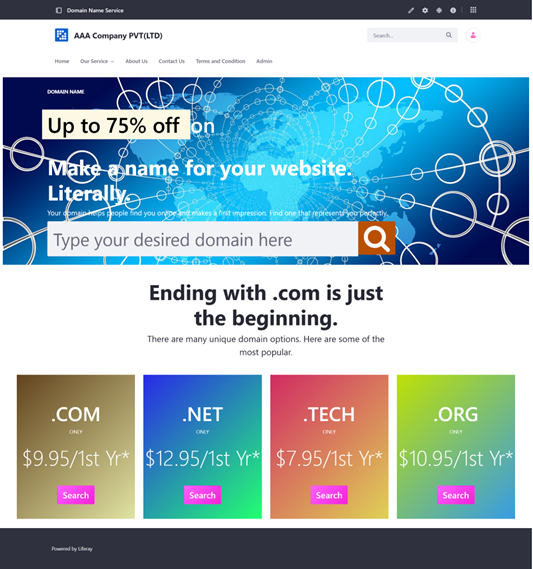 Domain Name Service
AAA Company PVT(LTD)
Search...
Home Our Service About Us Contact Us Terms and Condition Admin
DOMAIN NAME
Up to 75% off on
Make a name for your website.
Literally.
Your domain helps people find you online and makes a first impression. Find one that represents you perfectly.
Type your desired domain here
Ending with .com is just
the beginning.
There are many unique domain options. Here are some of the
most popular.
.COM
ONLY
$9.95/1st Yr*
Search
.NET
ONLY
$12.95/1st Yr*
Search
.TECH
ONLY
$7.95/1st Yr*
Search
.ORG
ONLY
$10.95/1st Yr*
Search
Powered by Liferay